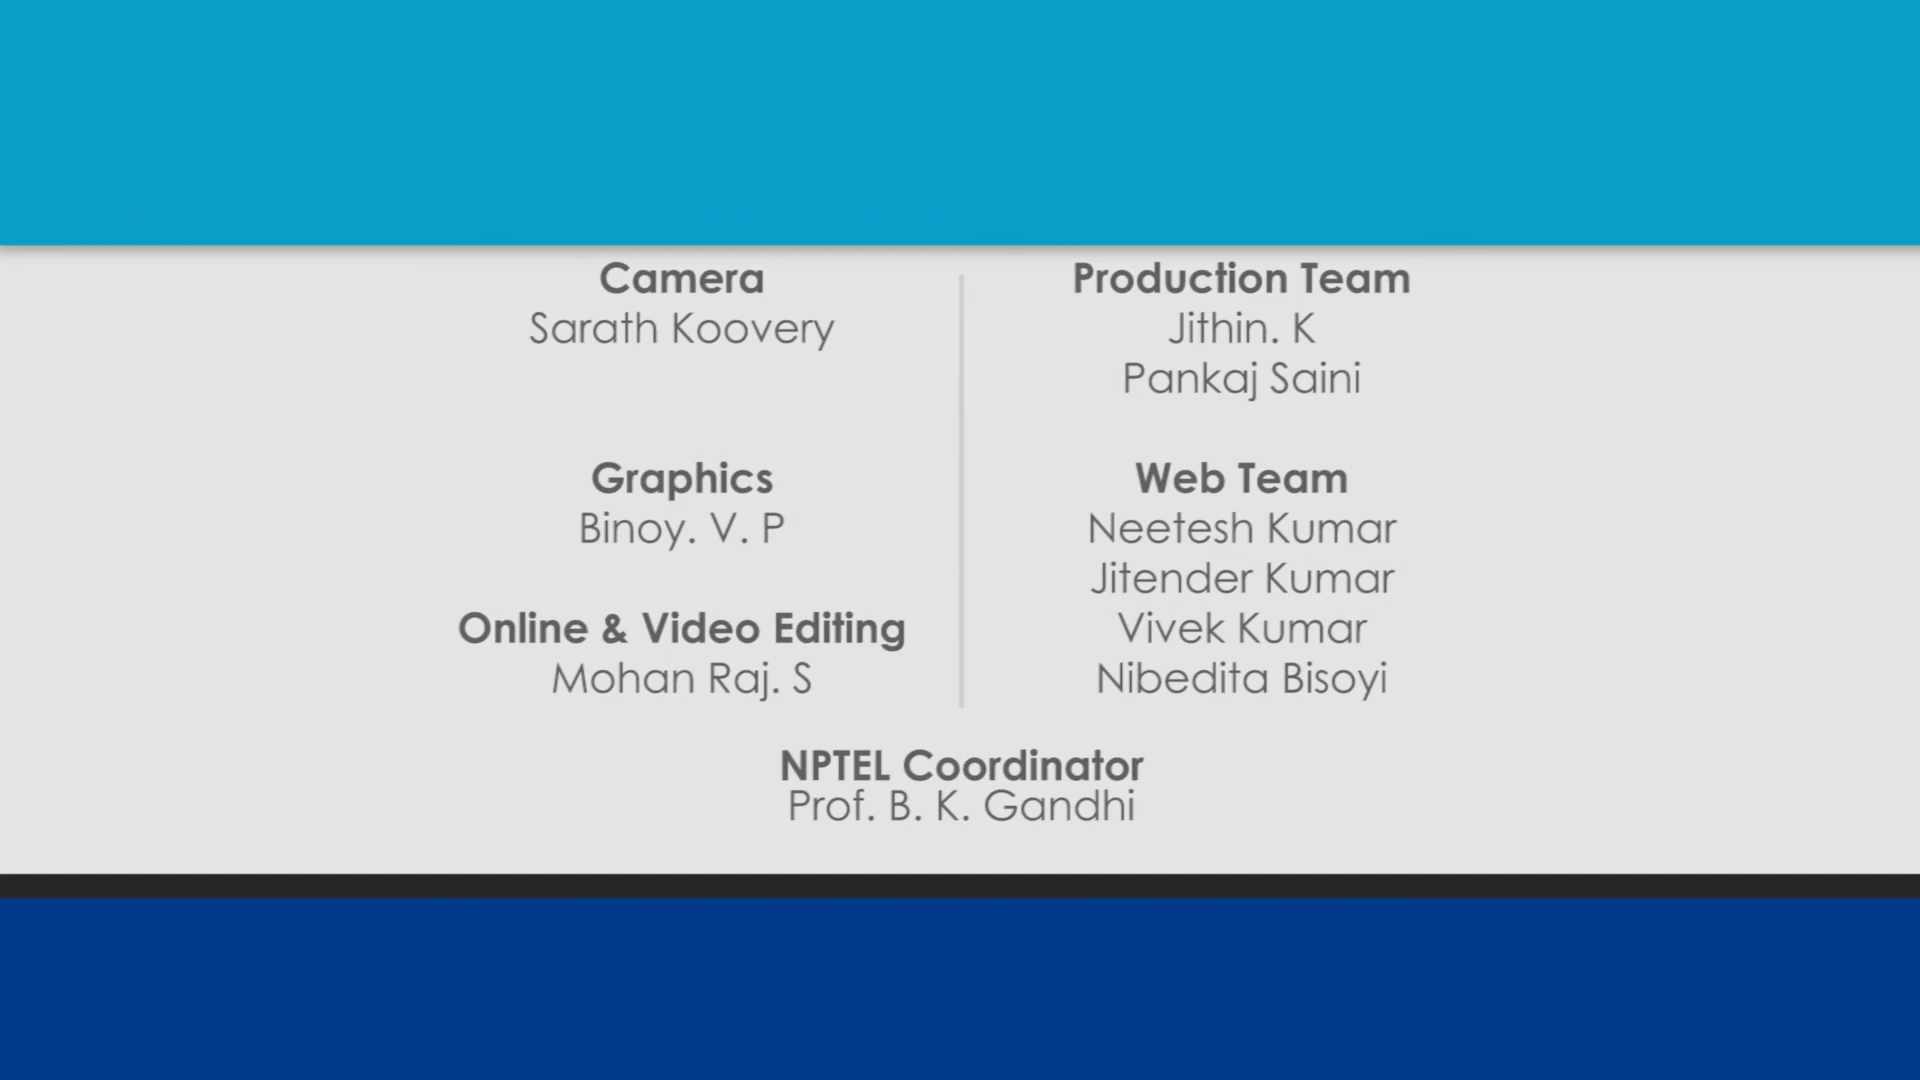 Camera
Sarath Koovery
Graphics
Binoy. V. P
Online & Video Editing
Mohan Raj. S
Production Team
Jithin. K
Pankaj Saini
Web Team
Neetesh Kumar
Jitender Kumar
Vivek Kumar
Nibedita Bisoyi
NPTEL Coordinator
Prof. B. K. Gandhi